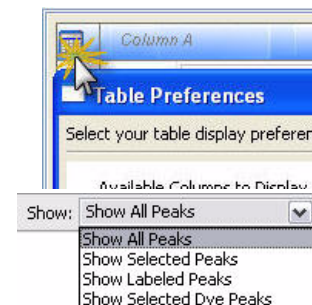 Column A
Table Preferences
Select your table display preferen
Available Columns to Display
Show: Show All Peaks
Show All Peaks
Show Selected Peaks
Show Labeled Peaks
Show Selected Dye Peaks